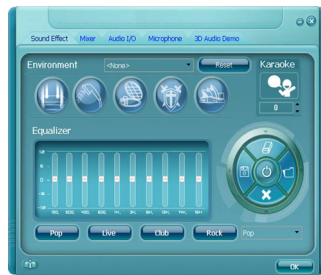 Sound Effect Mixer Audio I/O Microphone 3D Audio Demo
Environment <None> Reset Karaoke
0
Equalizer
Pop Live Club Rock Pop
OK